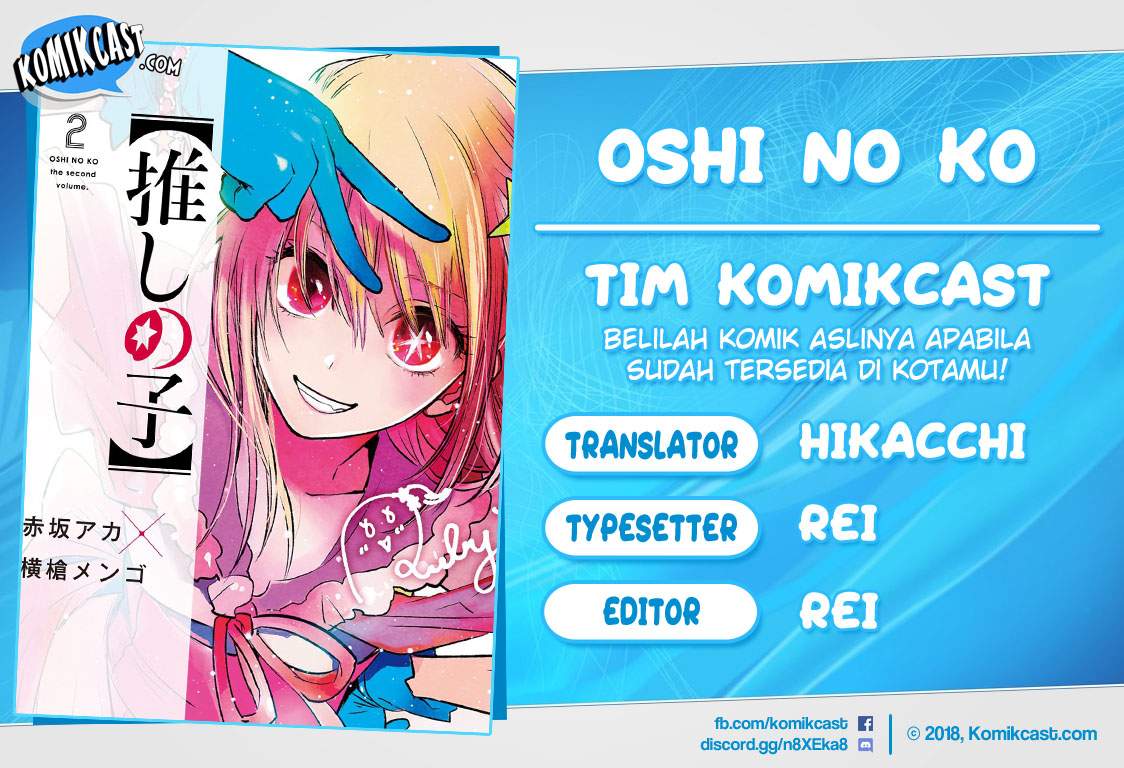 KOMIKCAST
.COM
2
OSHI NO KO
the second
volume.
【推しの子】
赤坂アカ×
横槍メンゴ
Ruby
OSHI NO KO
TIM KOMIKCAST
BELILAH KOMIK ASLINYA APABILA
SUDAH TERSEDIA DI KOTAMU!
TRANSLATOR HIKACCHI
TYPESETTER REI
EDITOR REI
fb.com/komikcast
discord.gg/n8XEka8
© 2018, Komikcast.com